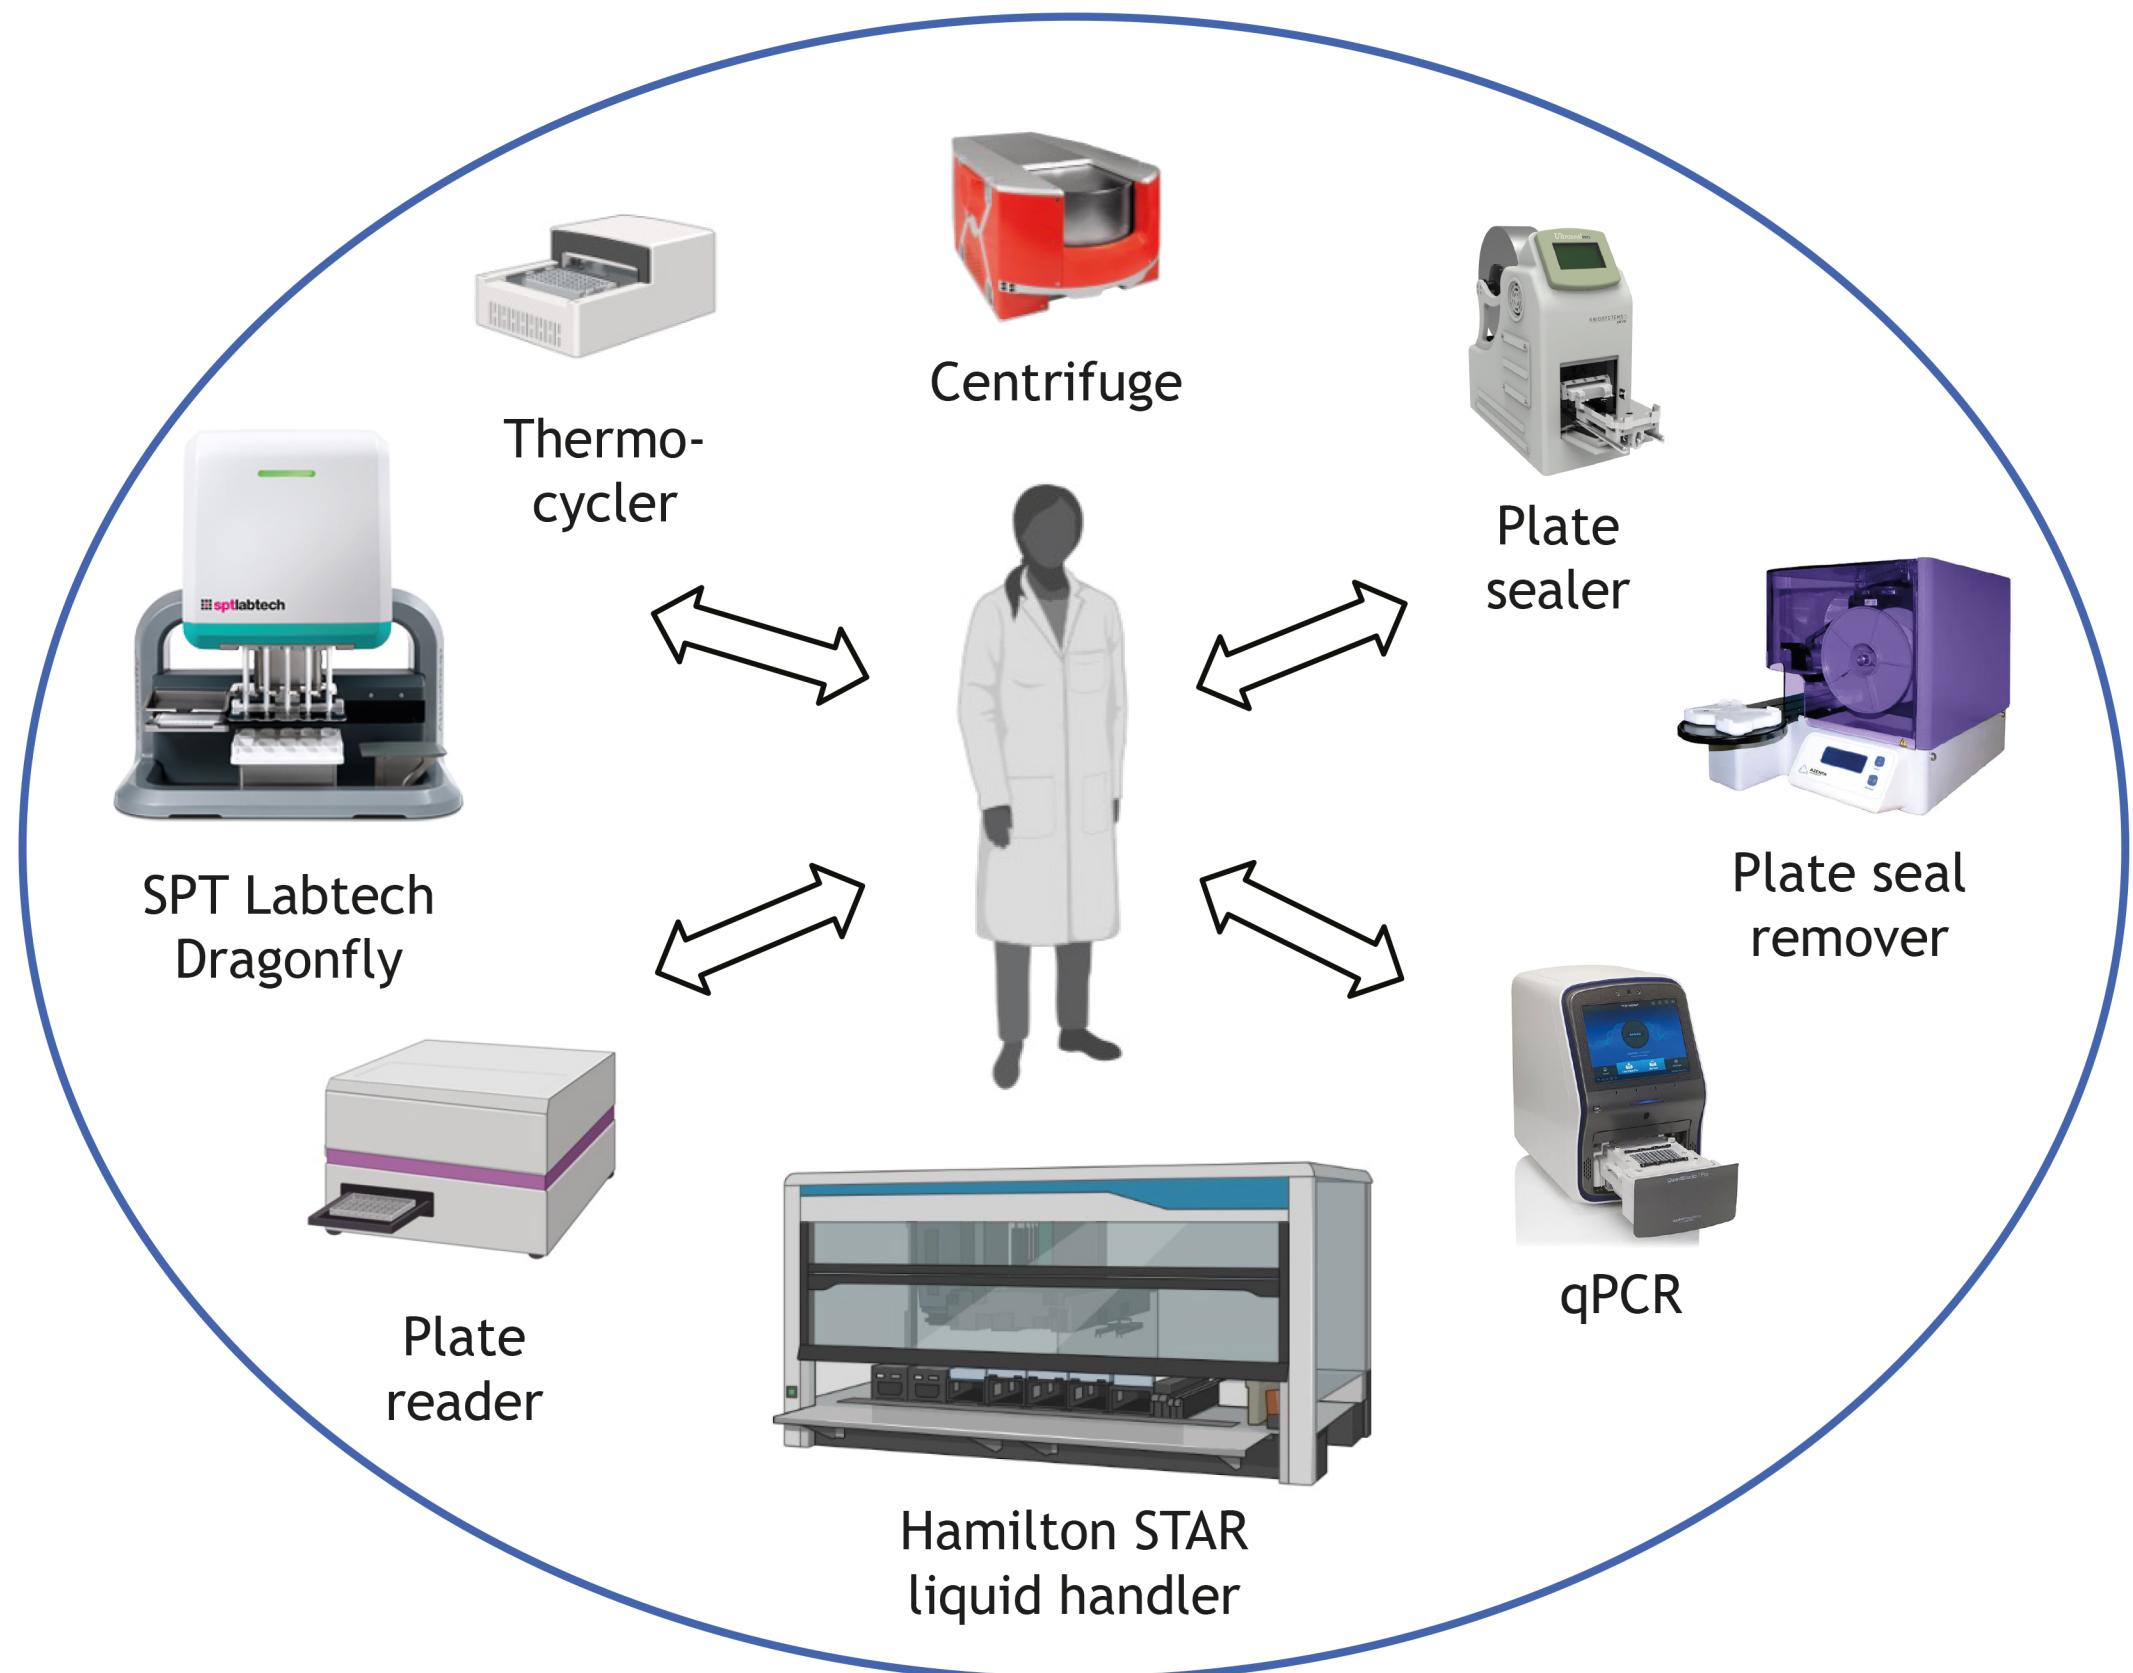 Centrifuge
Thermo-
cycler
Plate
sealer
sptlabtech
SPT Labtech
Dragonfly
Plate seal
remover
Plate
reader
qPCR
Hamilton STAR
liquid handler